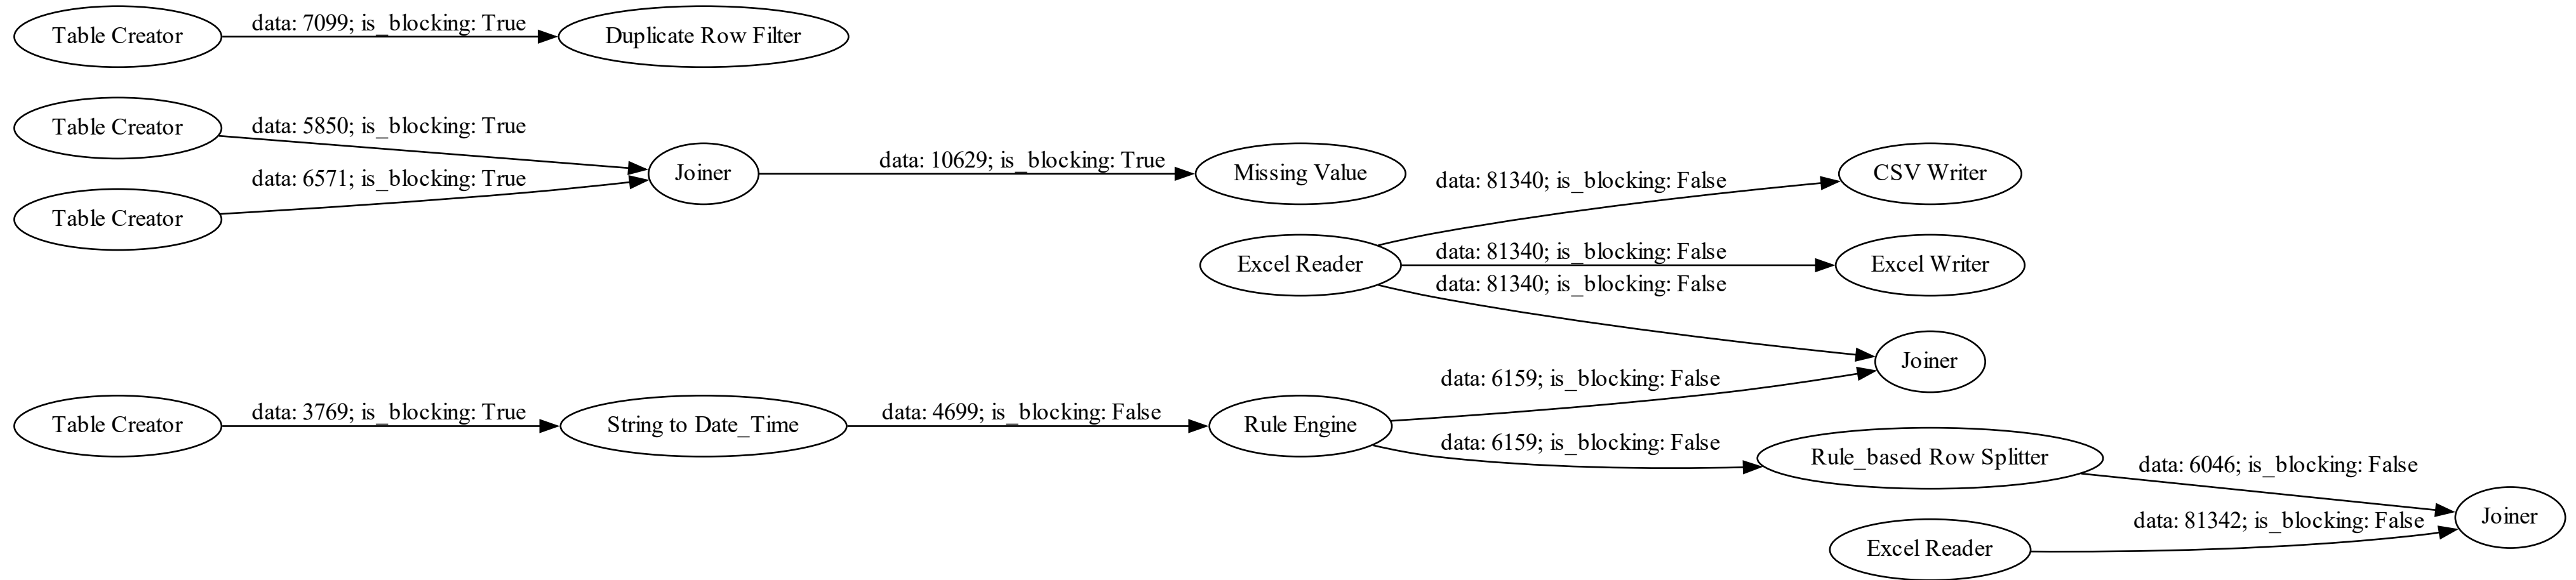 Table Creator
data: 7099; is_blocking: True
Duplicate Row Filter
Table Creator
data: 5850; is_blocking: True
Table Creator
data: 6571; is_blocking: True
Joiner
data: 10629; is_blocking: True
Missing Value
Excel Reader
data: 81340; is_blocking: False
CSV Writer
data: 81340; is_blocking: False
Excel Writer
data: 81340; is_blocking: False
Joiner
Table Creator
data: 3769; is_blocking: True
String to Date_Time
data: 4699; is_blocking: False
Rule Engine
data: 6159; is_blocking: False
data: 6159; is_blocking: False
Rule_based Row Splitter
data: 6046; is_blocking: False
Excel Reader
data: 81342; is_blocking: False
Joiner